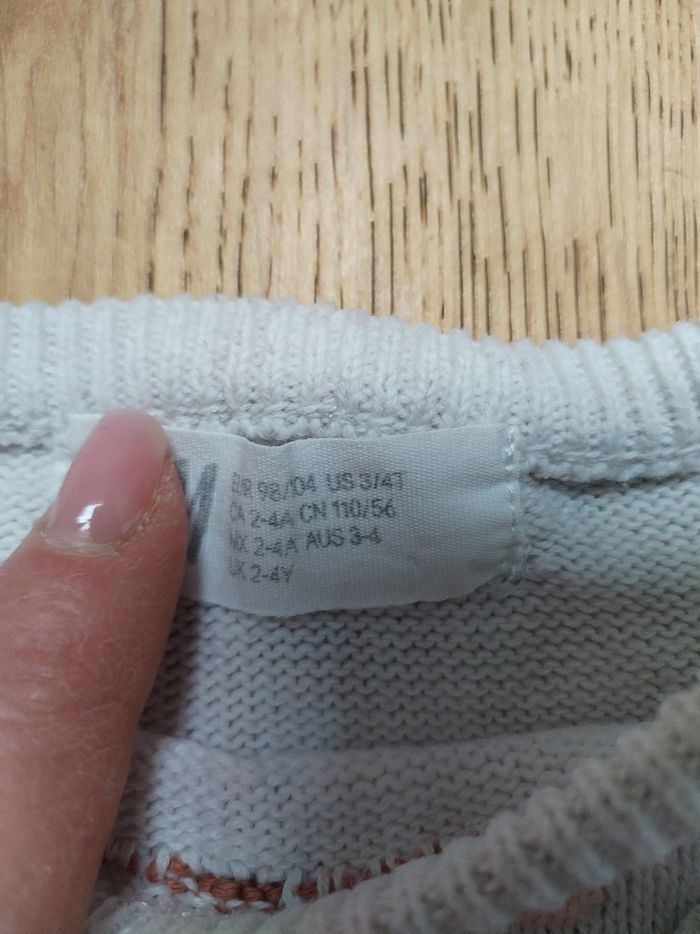 M
EUR 98/104 US 3/4T
CA 2-4A CN 110/56
MX 2-4A AUS 3-4
UK 2-4Y